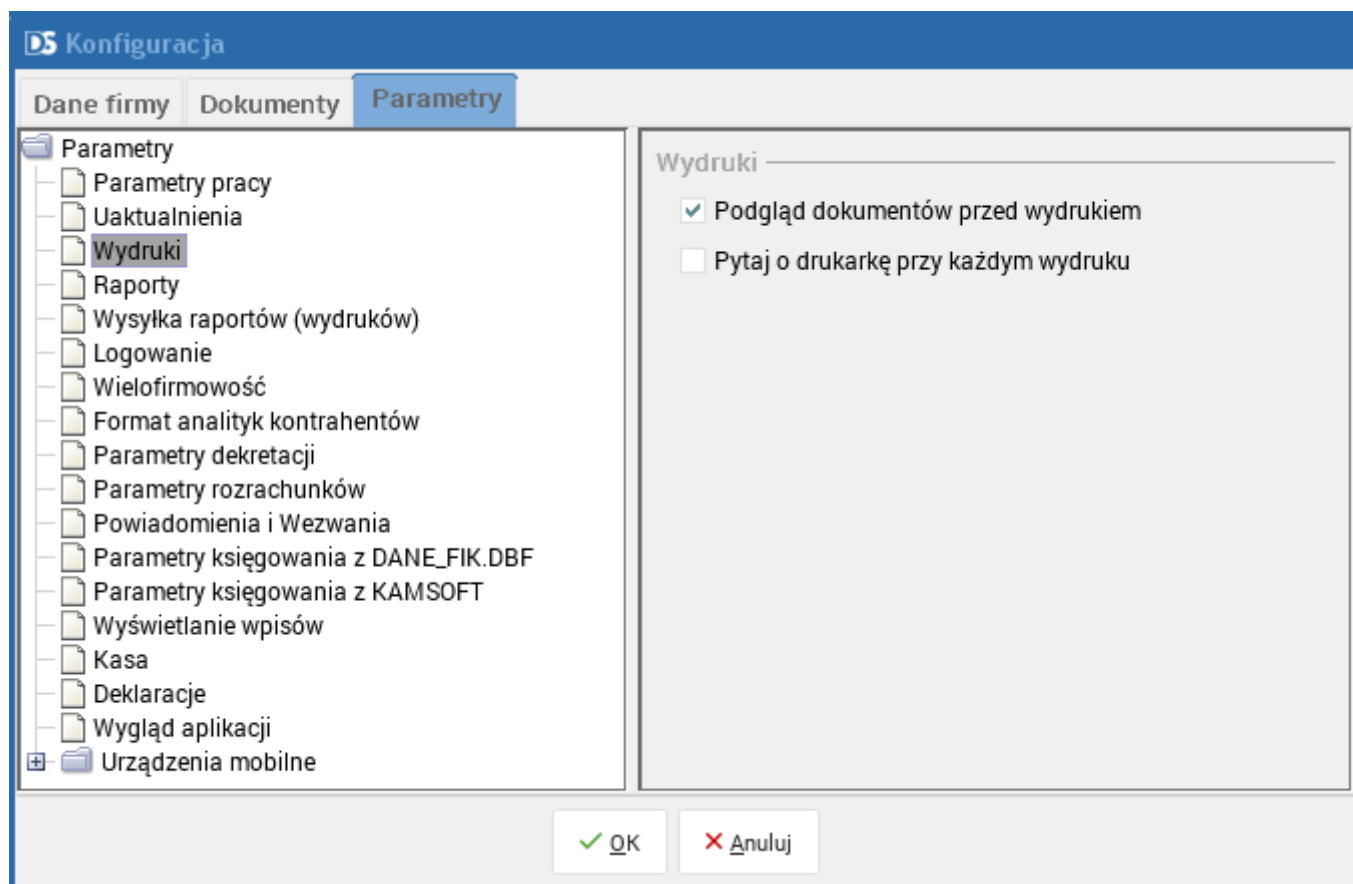 DS Konfiguracja
Dane firmy Dokumenty Parametry
Parametry
Parametry pracy
Uaktualnienia
Wydruki
Raporty
Wysyłka raportów (wydruków)
Logowanie
Wielofirmowość
Format analityk kontrahentów
Parametry dekretacji
Parametry rozrachunków
Powiadomienia i Wezwania
Parametry księgowania z DANE_FIK.DBF
Parametry księgowania z KAMSOFT
Wyświetlanie wpisów
Kasa
Deklaracje
Wygląd aplikacji
Urządzenia mobilne
Wydruki
Podgląd dokumentów przed wydrukiem
Pytaj o drukarkę przy każdym wydruku
OK Anuluj